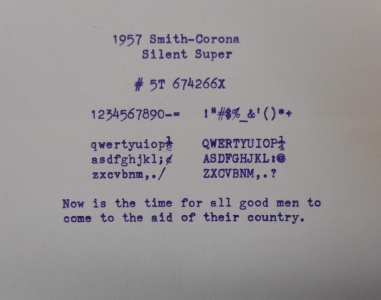 1957 Smith-Corona
Silent Super
# 5T 674266X
1234567890-= !"#$%_&'()*+
qwertyuiop½ QWERTYUIOP¼
asdfghjkl;¢ ASDFGHJKL:@
zxcvbnm,./ ZXCVBNM,.?
Now is the time for all good men to
come to the aid of their country.